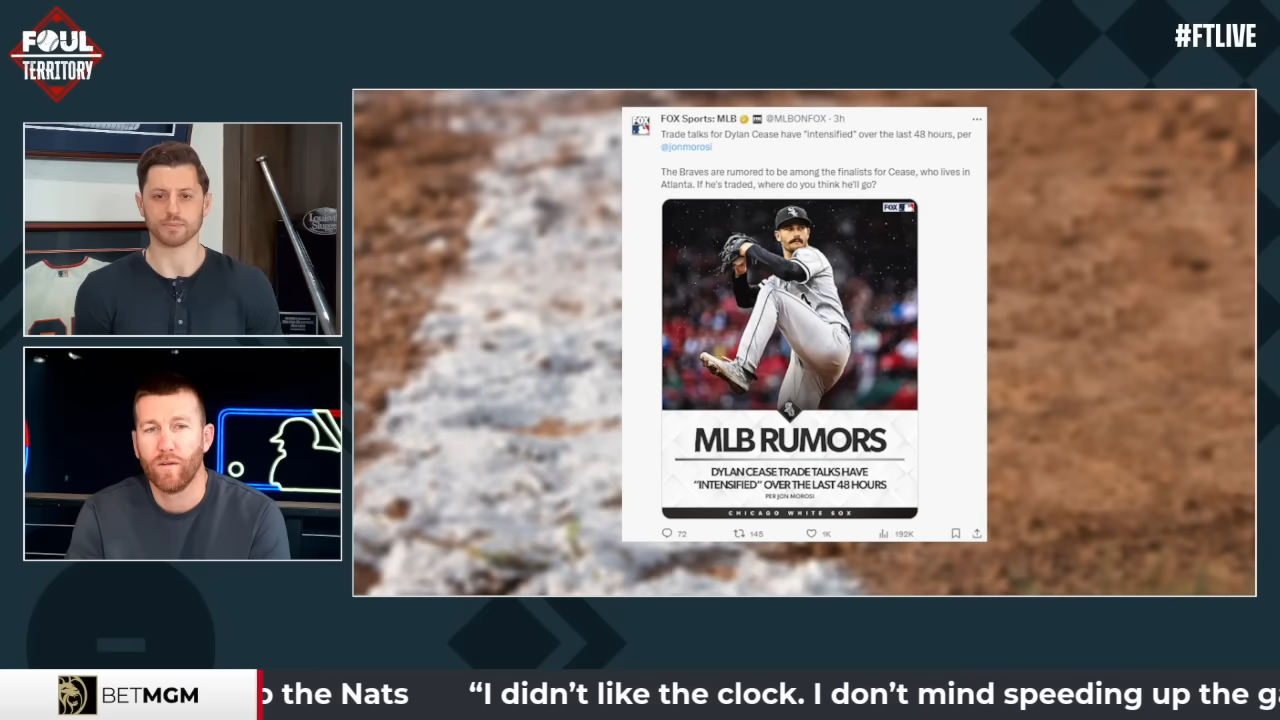 FOUL
TERRITORY
#FTLIVE
Louisville
Slugger
FOX Sports: MLB @MLBONFOX · 3h
Trade talks for Dylan Cease have "intensified" over the last 48 hours, per
@jonmorosi
The Braves are rumored to be among the finalists for Cease, who lives in
Atlanta. If he's traded, where do you think he'll go?
FOX
MLB RUMORS
DYLAN CEASE TRADE TALKS HAVE
"INTENSIFIED" OVER THE LAST 48 HOURS
PER JON MOROSI
CHICAGO WHITE SOX
72 145 1K 192K
BETMGM
o the Nats “I didn’t like the clock. I don’t mind speeding up the g